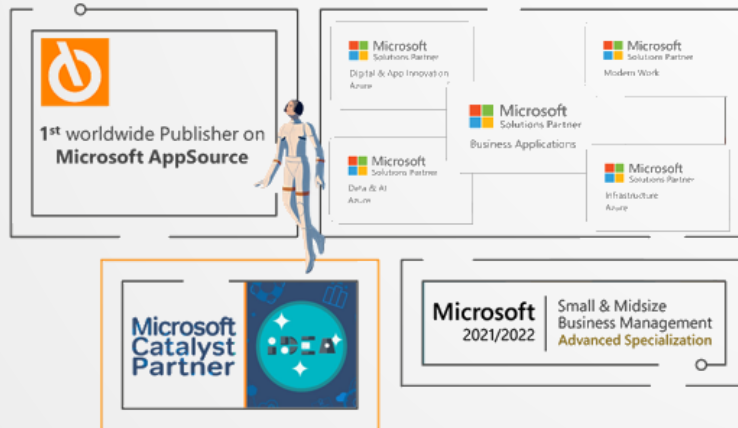 1st worldwide Publisher on
Microsoft AppSource
Microsoft
Solutions Partner
Digital & App Innovation
Azure
Microsoft
Solutions Partner
Modern Work
Microsoft
Solutions Partner
Business Applications
Microsoft
Solutions Partner
Data & AI
Azure
Microsoft
Solutions Partner
Infrastructure
Azure
Microsoft
Catalyst
Partner
IDEA
Microsoft
2021/2022
Small & Midsize
Business Management
Advanced Specialization